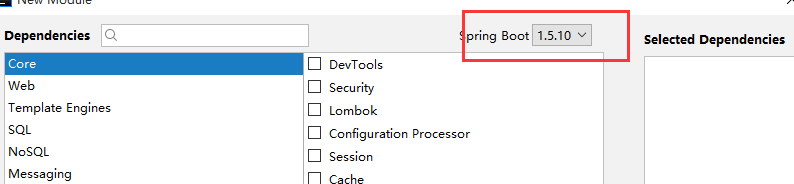 New Module
Dependencies
Spring Boot 1.5.10
Selected Dependencies
Core
Web
Template Engines
SQL
NoSQL
Messaging
DevTools
Security
Lombok
Configuration Processor
Session
Cache